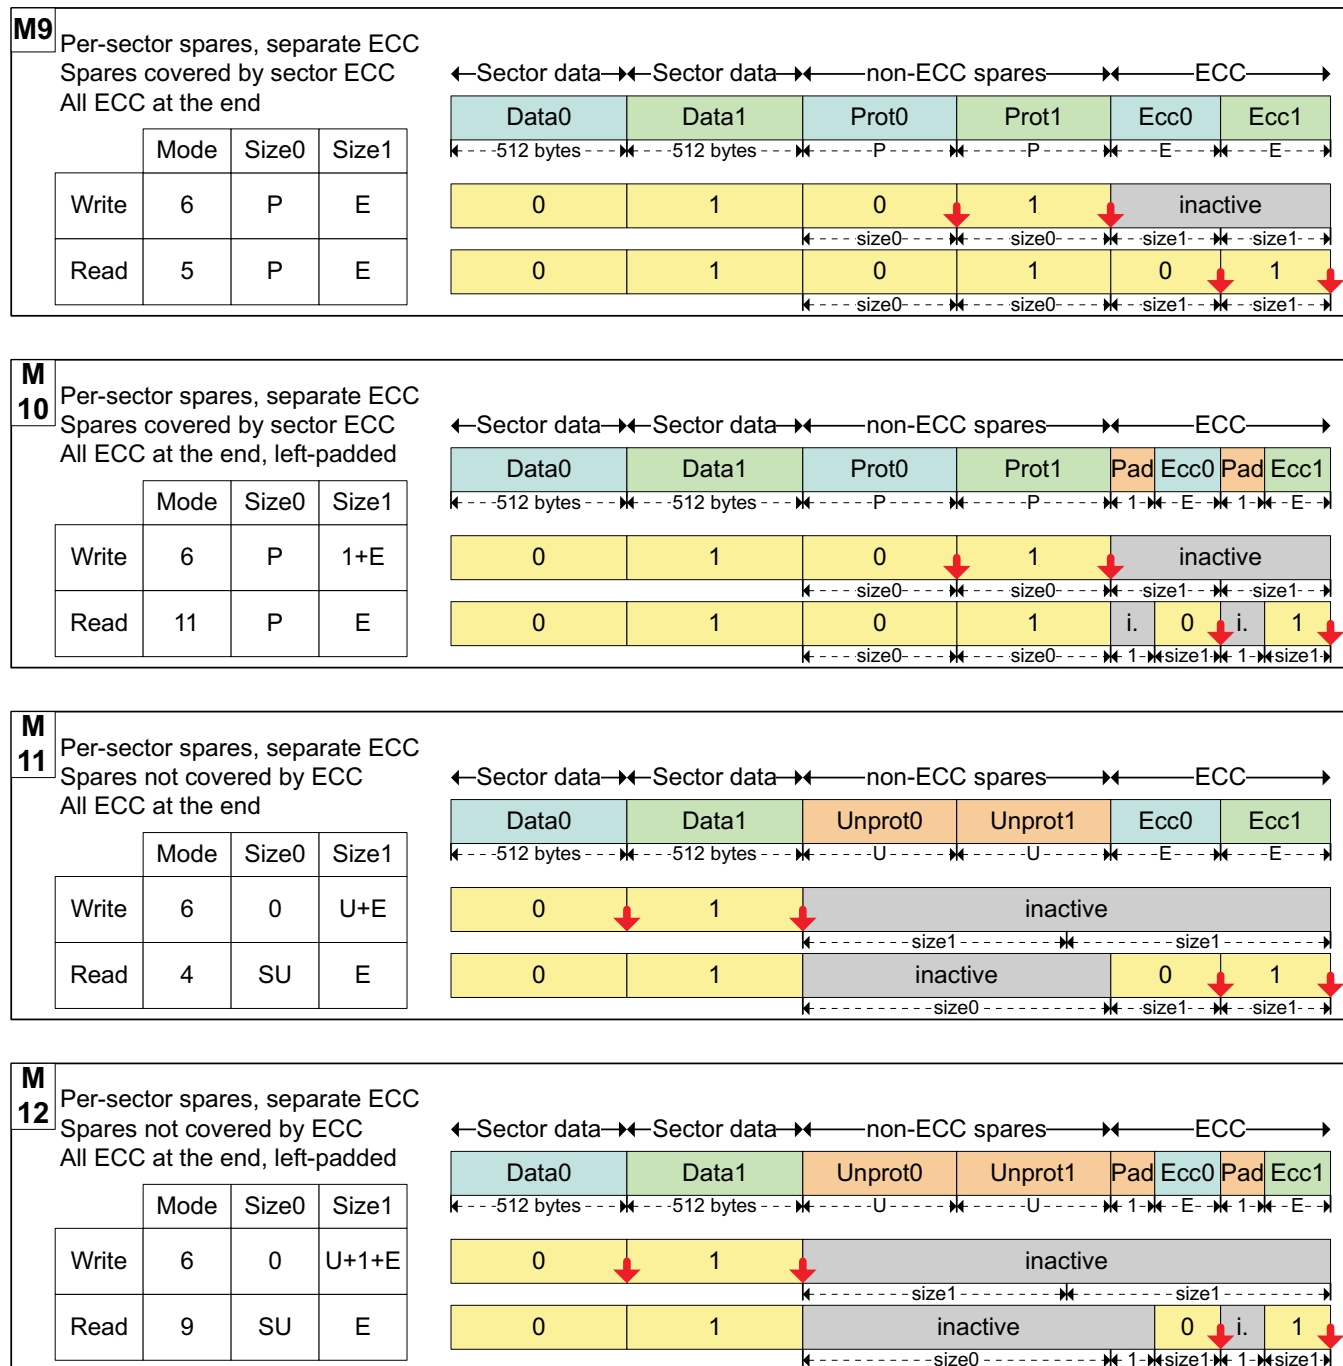 M9
Per-sector spares, separate ECC
Spares covered by sector ECC
All ECC at the end
Mode Size0 Size1
Write 6 P E
Read 5 P E
Sector data Sector data non-ECC spares ECC
Data0 Data1 Prot0 Prot1 Ecc0 Ecc1
512 bytes 512 bytes P P E E
0 1 0 1 inactive
size0 size0 size1 size1
0 1 0 1 0 1
size0 size0 size1 size1
M
10
Per-sector spares, separate ECC
Spares covered by sector ECC
All ECC at the end, left-padded
Mode Size0 Size1
Write 6 P 1+E
Read 11 P E
Sector data Sector data non-ECC spares ECC
Data0 Data1 Prot0 Prot1 Pad Ecc0 Pad Ecc1
512 bytes 512 bytes P P 1 E 1 E
0 1 0 1 inactive
size0 size0 size1 size1
0 1 0 1 i. 0 i. 1
size0 size0 1 size1 1 size1
M
11
Per-sector spares, separate ECC
Spares not covered by ECC
All ECC at the end
Mode Size0 Size1
Write 6 0 U+E
Read 4 SU E
Sector data Sector data non-ECC spares ECC
Data0 Data1 Unprot0 Unprot1 Ecc0 Ecc1
512 bytes 512 bytes U U E E
0 1 inactive
size1 size1
0 1 inactive 0 1
size0 size1 size1
M
12
Per-sector spares, separate ECC
Spares not covered by ECC
All ECC at the end, left-padded
Mode Size0 Size1
Write 6 0 U+1+E
Read 9 SU E
Sector data Sector data non-ECC spares ECC
Data0 Data1 Unprot0 Unprot1 Pad Ecc0 Pad Ecc1
512 bytes 512 bytes U U 1 E 1 E
0 1 inactive
size1 size1
0 1 inactive 0 i. 1
size0 1 size1 1 size1